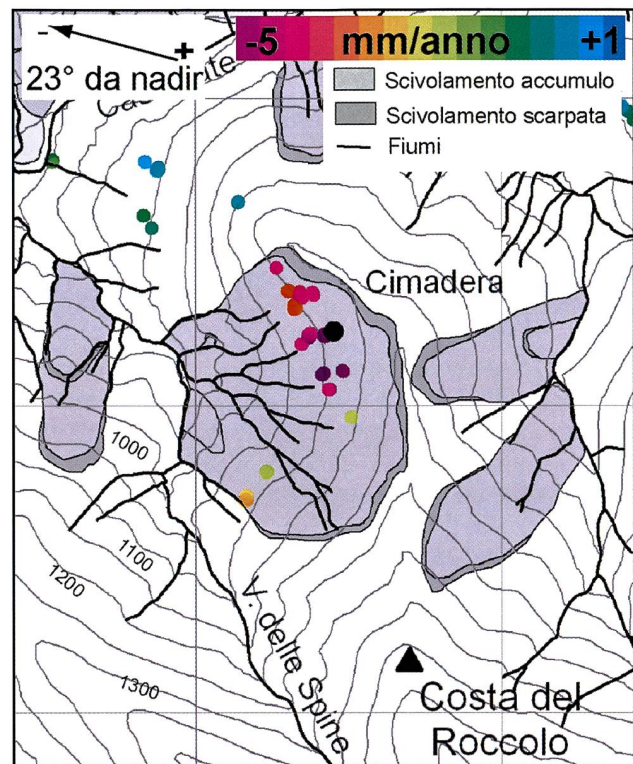 - +
23° da nadir
-5 mm/anno +1
Scivolamento accumulo
Scivolamento scarpata
Fiumi
Cimadera
1000
1100
1200
1300
V. delle Spine
Costa del
Roccolo